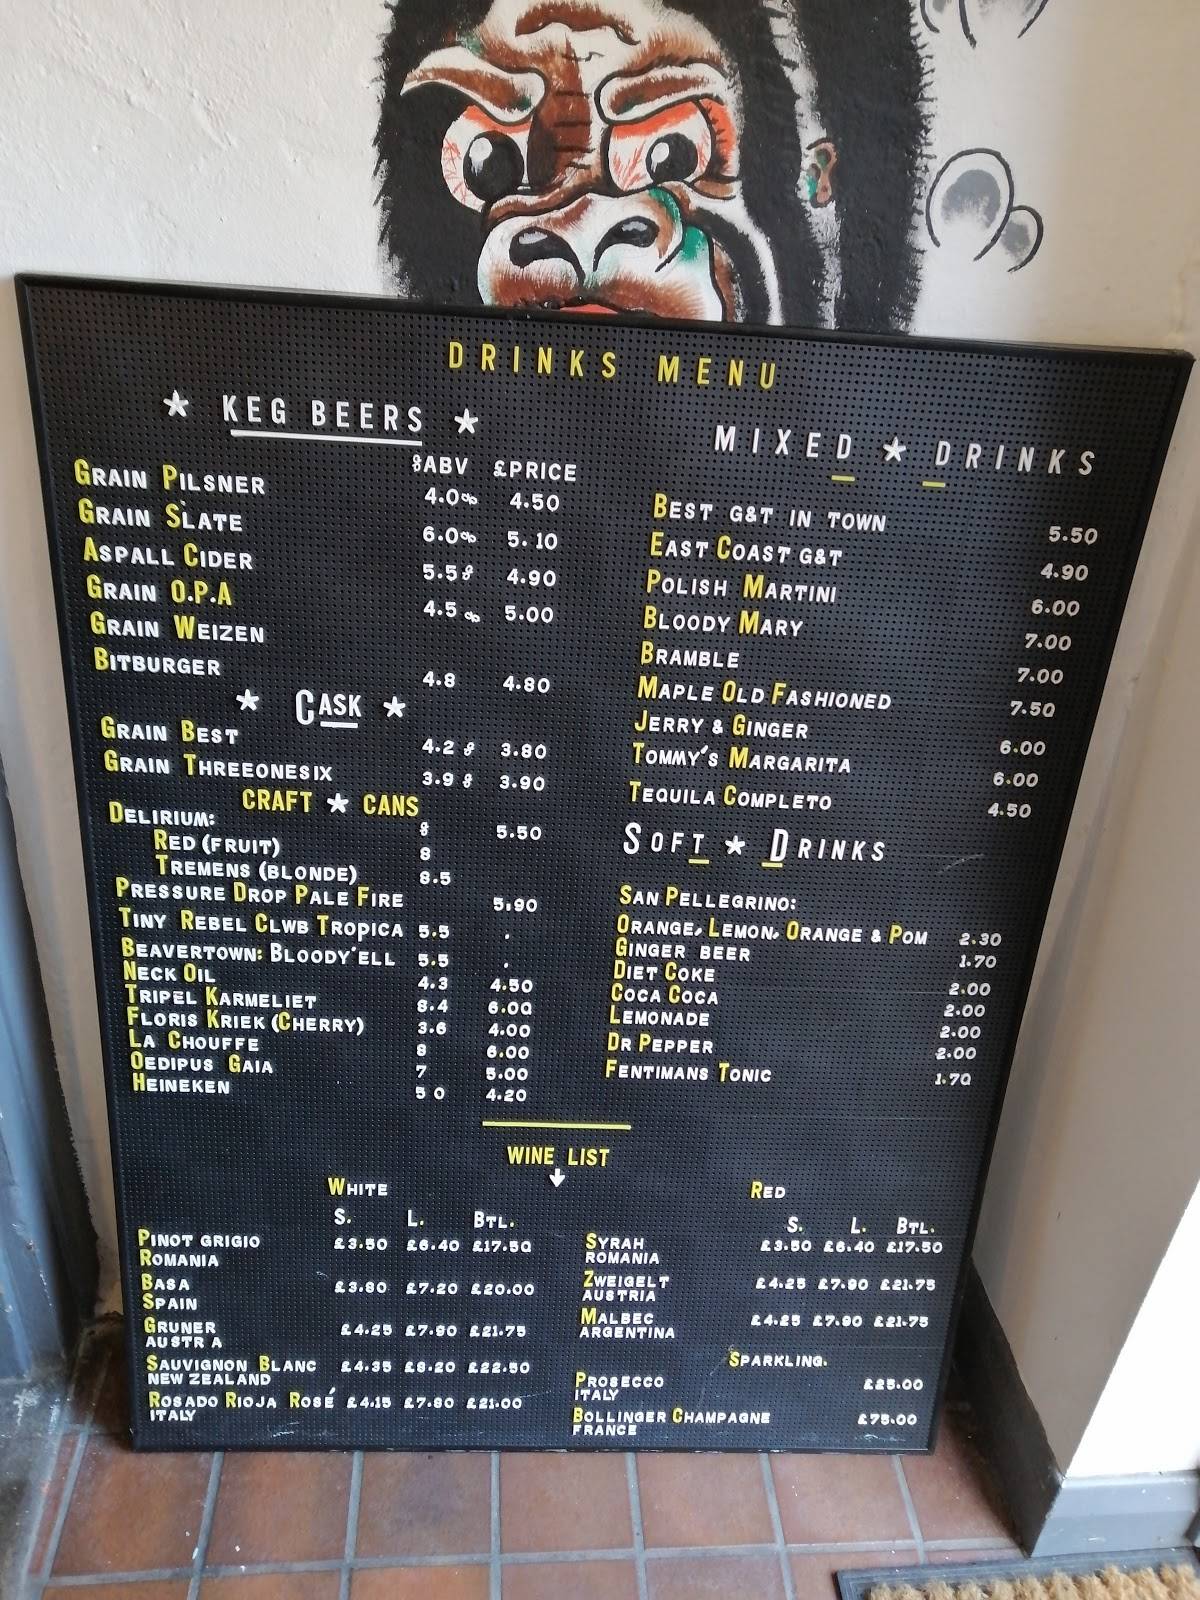 DRINKS MENU
★ KEG BEERS ★
%ABV £PRICE
GRAIN PILSNER 4.0% 4.50
GRAIN SLATE 6.0% 5.10
ASPALL CIDER 5.5% 4.90
GRAIN O.P.A 4.5% 5.00
GRAIN WEIZEN
BITBURGER 4.8 4.80
★ CASK ★
GRAIN BEST 4.2% 3.80
GRAIN THREEONESIX 3.9% 3.90
CRAFT ★ CANS
DELIRIUM: % 5.50
RED (FRUIT) 8
TREMENS (BLONDE) 8.5
PRESSURE DROP PALE FIRE 5.90
TINY REBEL CLWB TROPICA 5.5 .
BEAVERTOWN: BLOODY'ELL 5.5 .
NECK OIL 4.3 4.50
TRIPEL KARMELIET 8.4 6.00
FLORIS KRIEK (CHERRY) 3.6 4.00
LA CHOUFFE 8 6.00
OEDIPUS GAIA 7 5.00
HEINEKEN 5 0 4.20
MIXED ★ DRINKS
BEST G&T IN TOWN 5.50
EAST COAST G&T 4.90
POLISH MARTINI 6.00
BLOODY MARY 7.00
BRAMBLE 7.00
MAPLE OLD FASHIONED 7.50
JERRY & GINGER 6.00
TOMMY'S MARGARITA 6.00
TEQUILA COMPLETO 4.50
SOFT ★ DRINKS
SAN PELLEGRINO:
ORANGE, LEMON, ORANGE & POM 2.30
GINGER BEER 1.70
DIET COKE 2.00
COCA COCA 2.00
LEMONADE 2.00
DR PEPPER 2.00
FENTIMANS TONIC 1.70
WINE LIST
WHITE
S. L. BTL.
PINOT GRIGIO £3.50 £6.40 £17.50
ROMANIA
BASA £3.80 £7.20 £20.00
SPAIN
GRUNER £4.25 £7.90 £21.75
AUSTR A
SAUVIGNON BLANC £4.35 £8.20 £22.50
NEW ZEALAND
ROSADO RIOJA ROSÉ £4.15 £7.80 £21.00
ITALY
RED
S. L. BTL.
SYRAH £3.50 £6.40 £17.50
ROMANIA
ZWEIGELT £4.25 £7.90 £21.75
AUSTRIA
MALBEC £4.25 £7.90 £21.75
ARGENTINA
SPARKLING.
PROSECCO £25.00
ITALY
BOLLINGER CHAMPAGNE £75.00
FRANCE